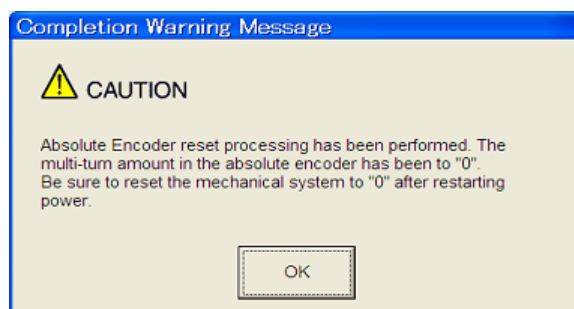 Completion Warning Message
CAUTION
Absolute Encoder reset processing has been performed. The
multi-turn amount in the absolute encoder has been to "0".
Be sure to reset the mechanical system to "0" after restarting
power.
OK